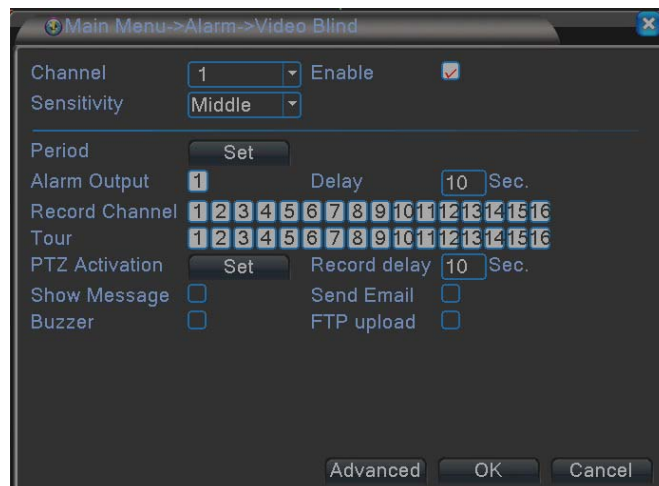 Main Menu->Alarm->Video Blind
Channel 1 Enable
Sensitivity Middle
Period Set
Alarm Output 1 Delay 10 Sec.
Record Channel 1 2 3 4 5 6 7 8 9 10 11 12 13 14 15 16
Tour 1 2 3 4 5 6 7 8 9 10 11 12 13 14 15 16
PTZ Activation Set Record delay 10 Sec.
Show Message Send Email
Buzzer FTP upload
Advanced OK Cancel